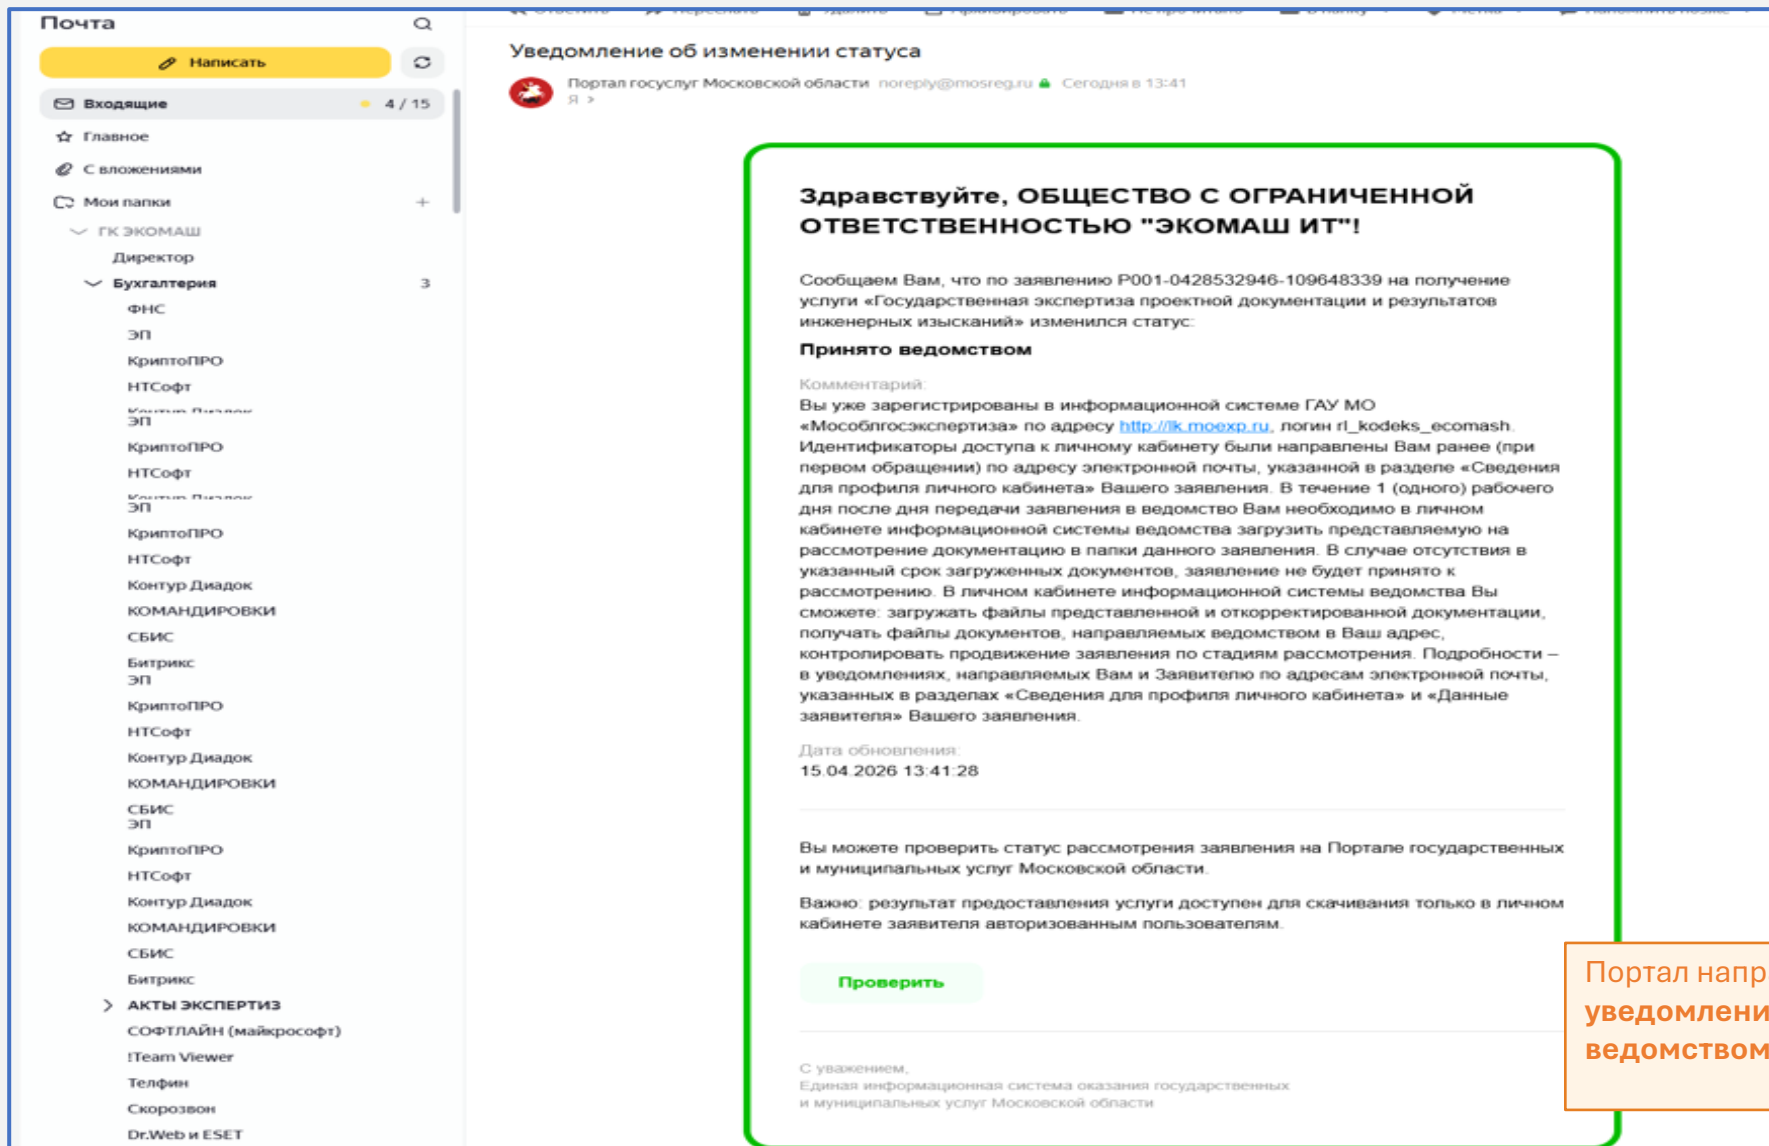 Почта
Написать
Входящие 4 / 15
Главное
С вложениями
Мои папки
ГК ЭКОМАШ
Директор
Бухгалтерия 3
ФНС
ЭП
КриптоПРО
НТСофт
ЭП
КриптоПРО
НТСофт
ЭП
КриптоПРО
НТСофт
Контур Диадок
КОМАНДИРОВКИ
СБИС
Битрикс
ЭП
КриптоПРО
НТСофт
Контур Диадок
КОМАНДИРОВКИ
СБИС
ЭП
КриптоПРО
НТСофт
Контур Диадок
КОМАНДИРОВКИ
СБИС
Битрикс
АКТЫ ЭКСПЕРТИЗ
СОФТЛАЙН (майкрософт)
!Team Viewer
Телфин
Скорозвон
Dr.Web и ESET
Уведомление об изменении статуса
Портал госуслуг Московской области noreply@mosreg.ru Сегодня в 13:41
Я >
Здравствуйте, ОБЩЕСТВО С ОГРАНИЧЕННОЙ
ОТВЕТСТВЕННОСТЬЮ "ЭКОМАШ ИТ"!
Сообщаем Вам, что по заявлению P001-0428532946-109648339 на получение
услуги «Государственная экспертиза проектной документации и результатов
инженерных изысканий» изменился статус:
Принято ведомством
Комментарий:
Вы уже зарегистрированы в информационной системе ГАУ МО
«Мособлгосэкспертиза» по адресу http://lk.moexp.ru, логин rl_kodeks_ecomash.
Идентификаторы доступа к личному кабинету были направлены Вам ранее (при
первом обращении) по адресу электронной почты, указанной в разделе «Сведения
для профиля личного кабинета» Вашего заявления. В течение 1 (одного) рабочего
дня после дня передачи заявления в ведомство Вам необходимо в личном
кабинете информационной системы ведомства загрузить представляемую на
рассмотрение документацию в папки данного заявления. В случае отсутствия в
указанный срок загруженных документов, заявление не будет принято к
рассмотрению. В личном кабинете информационной системы ведомства Вы
сможете: загружать файлы представленной и откорректированной документации,
получать файлы документов, направляемых ведомством в Ваш адрес,
контролировать продвижение заявления по стадиям рассмотрения. Подробности –
в уведомлениях, направляемых Вам и Заявителю по адресам электронной почты,
указанных в разделах «Сведения для профиля личного кабинета» и «Данные
заявителя» Вашего заявления.
Дата обновления:
15.04.2026 13:41:28
Вы можете проверить статус рассмотрения заявления на Портале государственных
и муниципальных услуг Московской области.
Важно: результат предоставления услуги доступен для скачивания только в личном
кабинете заявителя авторизованным пользователям.
Проверить
С уважением,
Единая информационная система оказания государственных
и муниципальных услуг Московской области
Портал напр
уведомлени
ведомством